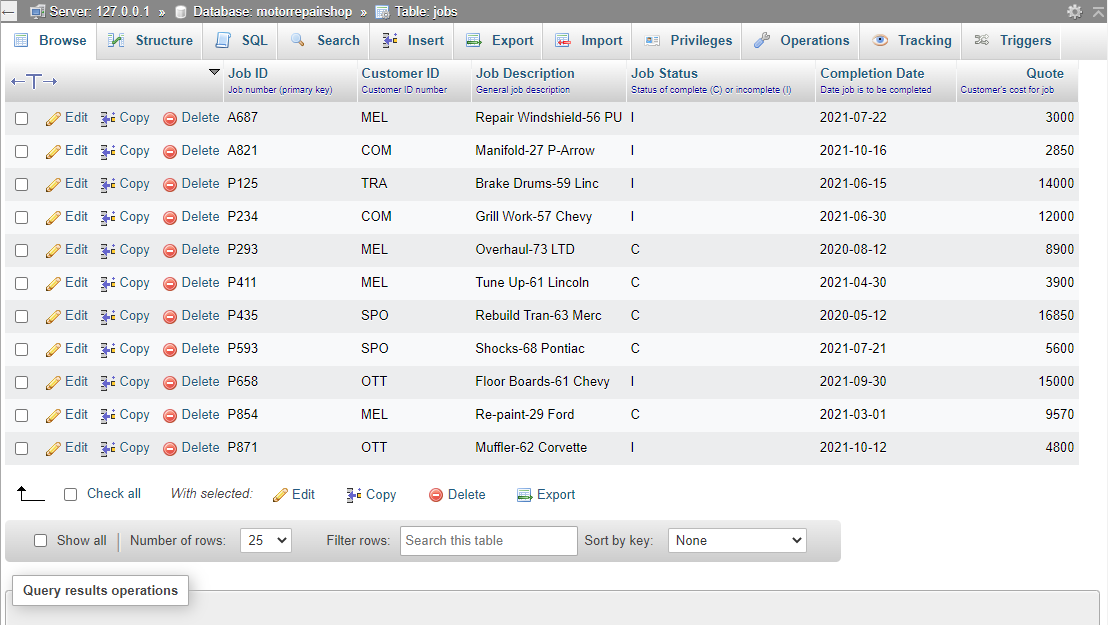 Server: 127.0.0.1 » Database: motorrepairshop » Table: jobs
Browse Structure SQL Search Insert Export Import Privileges Operations Tracking Triggers
Job ID Customer ID Job Description Job Status Completion Date Quote
Job number (primary key) Customer ID number General job description Status of complete (C) or incomplete (I) Date job is to be completed Customer's cost for job
Edit Copy Delete A687 MEL Repair Windshield-56 PU I 2021-07-22 3000
Edit Copy Delete A821 COM Manifold-27 P-Arrow I 2021-10-16 2850
Edit Copy Delete P125 TRA Brake Drums-59 Linc I 2021-06-15 14000
Edit Copy Delete P234 COM Grill Work-57 Chevy I 2021-06-30 12000
Edit Copy Delete P293 MEL Overhaul-73 LTD C 2020-08-12 8900
Edit Copy Delete P411 MEL Tune Up-61 Lincoln C 2021-04-30 3900
Edit Copy Delete P435 SPO Rebuild Tran-63 Merc C 2020-05-12 16850
Edit Copy Delete P593 SPO Shocks-68 Pontiac C 2021-07-21 5600
Edit Copy Delete P658 OTT Floor Boards-61 Chevy I 2021-09-30 15000
Edit Copy Delete P854 MEL Re-paint-29 Ford C 2021-03-01 9570
Edit Copy Delete P871 OTT Muffler-62 Corvette I 2021-10-12 4800
Check all With selected: Edit Copy Delete Export
Show all Number of rows: 25 Filter rows: Search this table Sort by key: None
Query results operations